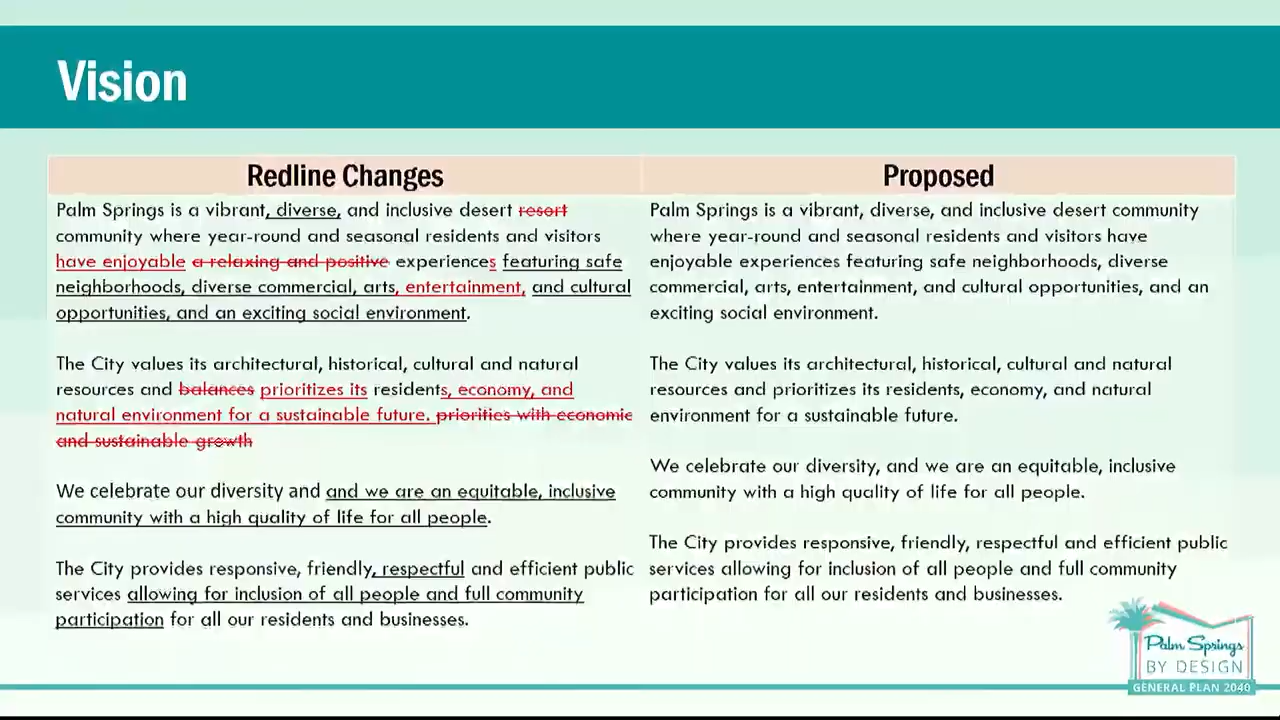 Vision
Redline Changes
Palm Springs is a vibrant, diverse, and inclusive desert resort
community where year-round and seasonal residents and visitors
have enjoyable a relaxing and positive experiences featuring safe
neighborhoods, diverse commercial, arts, entertainment, and cultural
opportunities, and an exciting social environment.
The City values its architectural, historical, cultural and natural
resources and balances prioritizes its residents, economy, and
natural environment for a sustainable future. priorities with economic
and sustainable growth
We celebrate our diversity and and we are an equitable, inclusive
community with a high quality of life for all people.
The City provides responsive, friendly, respectful and efficient public
services allowing for inclusion of all people and full community
participation for all our residents and businesses.
Proposed
Palm Springs is a vibrant, diverse, and inclusive desert community
where year-round and seasonal residents and visitors have
enjoyable experiences featuring safe neighborhoods, diverse
commercial, arts, entertainment, and cultural opportunities, and an
exciting social environment.
The City values its architectural, historical, cultural and natural
resources and prioritizes its residents, economy, and natural
environment for a sustainable future.
We celebrate our diversity, and we are an equitable, inclusive
community with a high quality of life for all people.
The City provides responsive, friendly, respectful and efficient public
services allowing for inclusion of all people and full community
participation for all our residents and businesses.
Palm Springs
BY DESIGN
GENERAL PLAN 2040